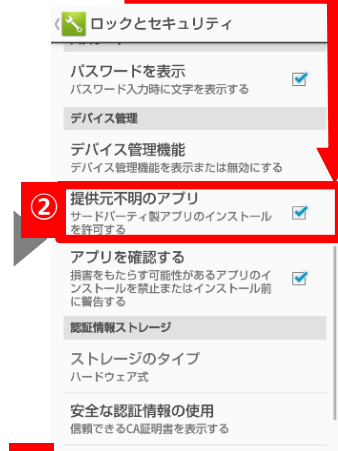 ロックとセキュリティ
パスワードを表示
パスワード入力時に文字を表示する
デバイス管理
デバイス管理機能
デバイス管理機能を表示または無効にする
②
提供元不明のアプリ
サードパーティ製アプリのインストール
を許可する
アプリを確認する
損害をもたらす可能性があるアプリのイ
ンストールを禁止またはインストール前
に警告する
認証情報ストレージ
ストレージのタイプ
ハードウェア式
安全な認証情報の使用
信頼できるCA証明書を表示する